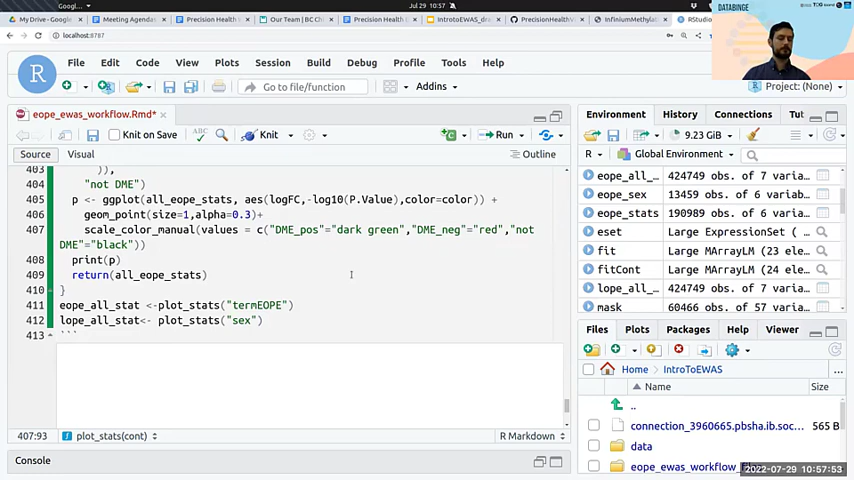 Googl...
Jul 29 10:57
My Drive - Google
Meeting Agendas
Precision Health R
Our Team | BC Ch
Precision Health E
IntrotoEWAS_dra
PrecisionHealthVa
InfiniumMethylat
RStudio
localhost:8787
DATABINGE
R
File Edit Code View Plots Session Build Debug Profile Tools Help
Go to file/function
Addins
Project: (None)
eope_ewas_workflow.Rmd*
Knit on Save
Knit
Run
Source Visual
Outline
403 )),
404 "not DME")
405 p <- ggplot(all_eope_stats, aes(logFC,-log10(P.Value),color=color)) +
406 geom_point(size=1,alpha=0.3)+
407 scale_color_manual(values = c("DME_pos"="dark green","DME_neg"="red","not
DME"="black"))
408 print(p)
409 return(all_eope_stats)
410 }
411 eope_all_stat <-plot_stats("termEOPE")
412 lope_all_stat<- plot_stats("sex")
413 ```
407:93 plot_stats(cont) R Markdown
Console
Environment History Connections Tut
9.23 GiB
R Global Environment
eope_all_... 424749 obs. of 7 varia...
eope_sex 13459 obs. of 6 variab...
eope_stats 190989 obs. of 6 varia...
eset Large ExpressionSet (2...
fit Large MArrayLM (23 ele...
fitCont Large MArrayLM (24 ele...
lope_all_... 424749 obs. of 7 varia...
mask 60466 obs. of 57 varia...
Files Plots Packages Help Viewer
Home IntroToEWAS
Name Size
..
connection_3960665.pbsha.ib.soc... 565 B
data
eope_ewas_workflow_
2022-07-29 10:57:53